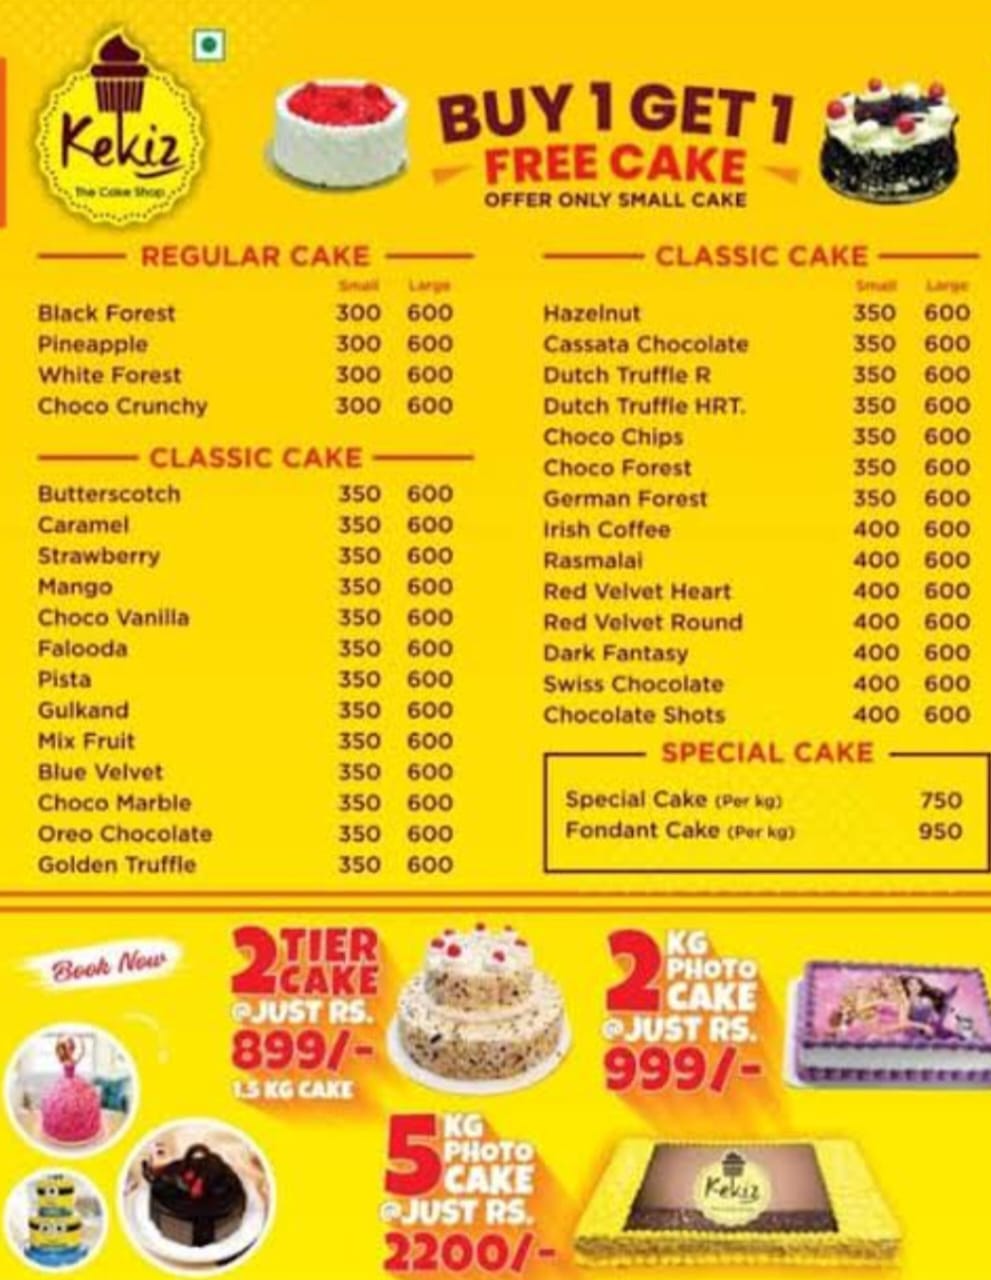 Kekiz
The Cake Shop
BUY 1 GET 1
FREE CAKE
OFFER ONLY SMALL CAKE
REGULAR CAKE
Small Large
Black Forest 300 600
Pineapple 300 600
White Forest 300 600
Choco Crunchy 300 600
CLASSIC CAKE
Butterscotch 350 600
Caramel 350 600
Strawberry 350 600
Mango 350 600
Choco Vanilla 350 600
Falooda 350 600
Pista 350 600
Gulkand 350 600
Mix Fruit 350 600
Blue Velvet 350 600
Choco Marble 350 600
Oreo Chocolate 350 600
Golden Truffle 350 600
CLASSIC CAKE
Small Large
Hazelnut 350 600
Cassata Chocolate 350 600
Dutch Truffle R 350 600
Dutch Truffle HRT. 350 600
Choco Chips 350 600
Choco Forest 350 600
German Forest 350 600
Irish Coffee 400 600
Rasmalai 400 600
Red Velvet Heart 400 600
Red Velvet Round 400 600
Dark Fantasy 400 600
Swiss Chocolate 400 600
Chocolate Shots 400 600
SPECIAL CAKE
Special Cake (Per kg) 750
Fondant Cake (Per kg) 950
Book Now
2 TIER
CAKE
@JUST RS.
899/-
1.5 KG CAKE
2 KG
PHOTO
CAKE
@JUST RS.
999/-
5 KG
PHOTO
CAKE
@JUST RS.
2200/-
Kekiz